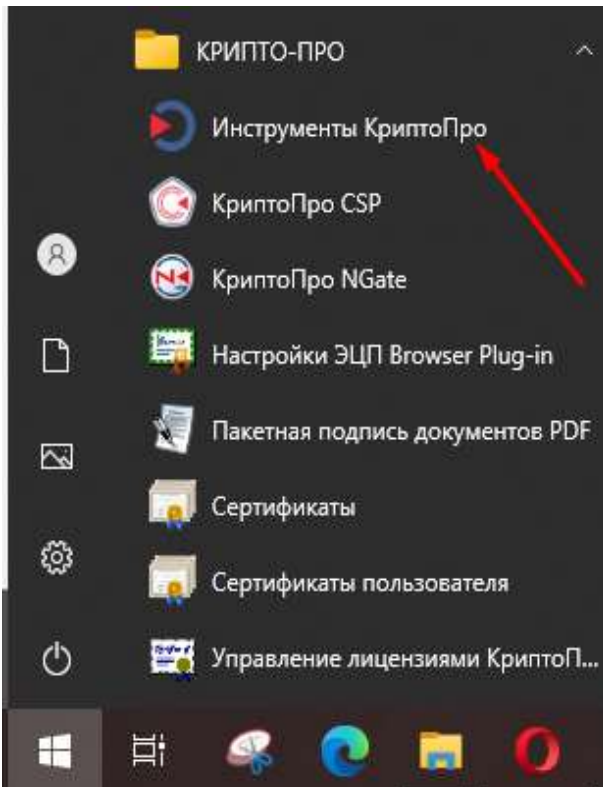 КРИПТО-ПРО
Инструменты КриптоПро
КриптоПро CSP
КриптоПро NGate
Настройки ЭЦП Browser Plug-in
Пакетная подпись документов PDF
Сертификаты
Сертификаты пользователя
Управление лицензиями КриптоП...